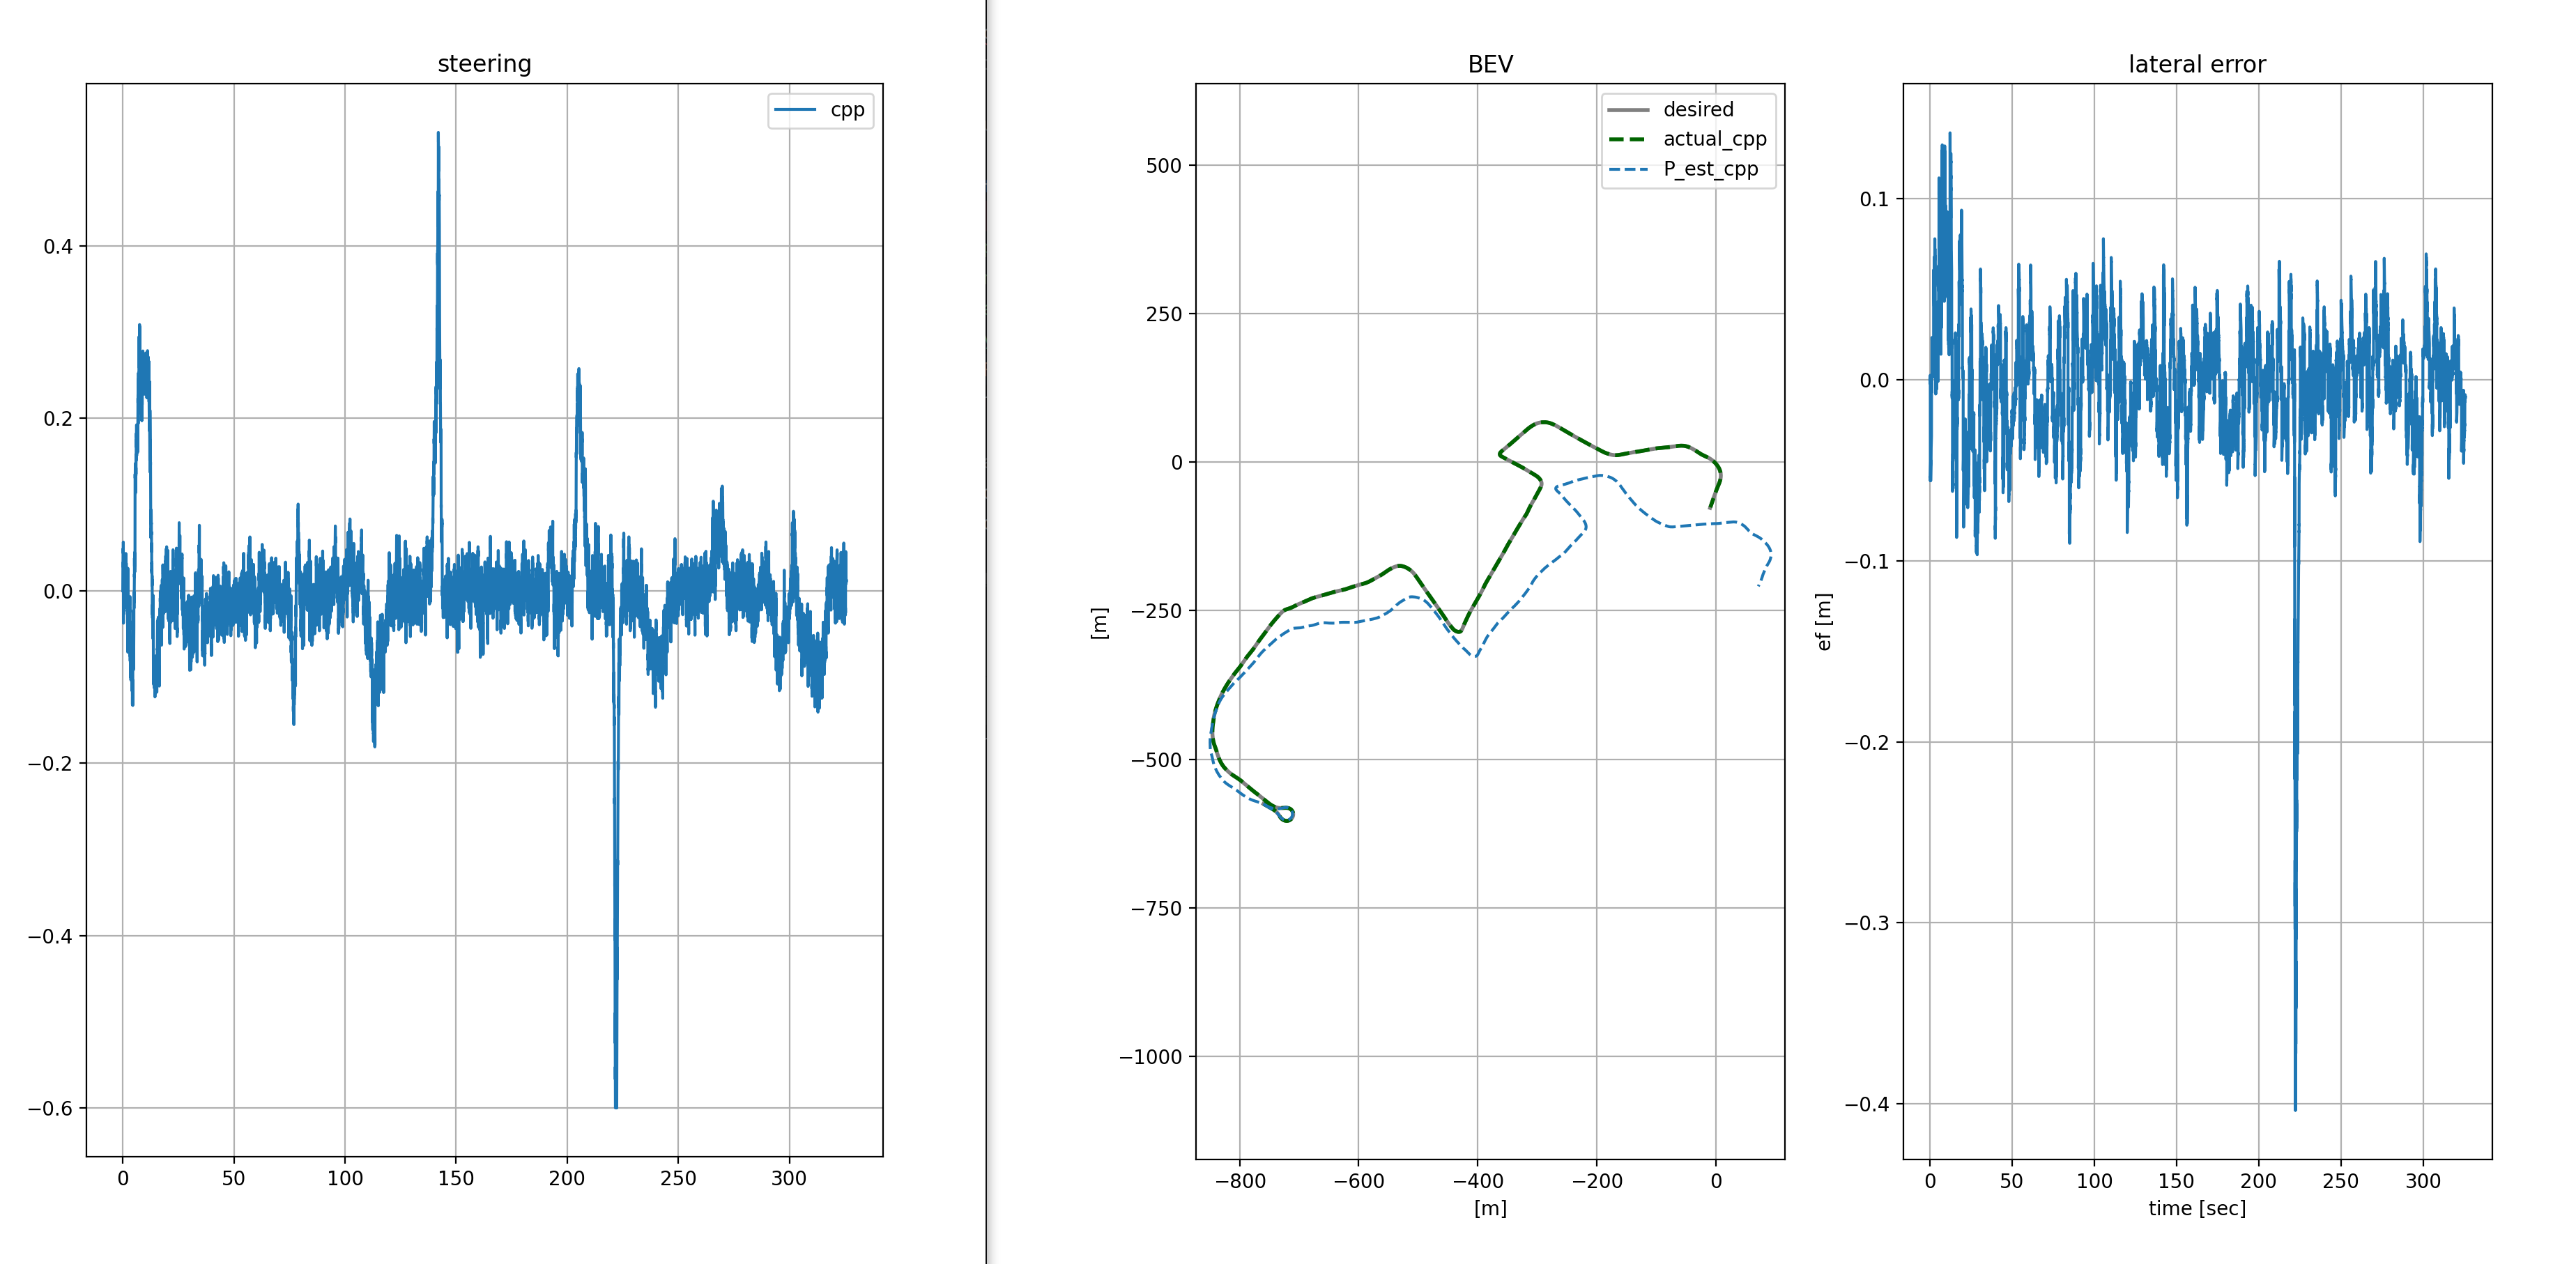 steering
cpp
0.4
0.2
0.0
−0.2
−0.4
−0.6
0 50 100 150 200 250 300
BEV
desired
actual_cpp
P_est_cpp
500
250
0
−250
−500
−750
−1000
[m]
−800 −600 −400 −200 0
[m]
lateral error
0.1
0.0
−0.1
−0.2
−0.3
−0.4
ef [m]
0 50 100 150 200 250 300
time [sec]